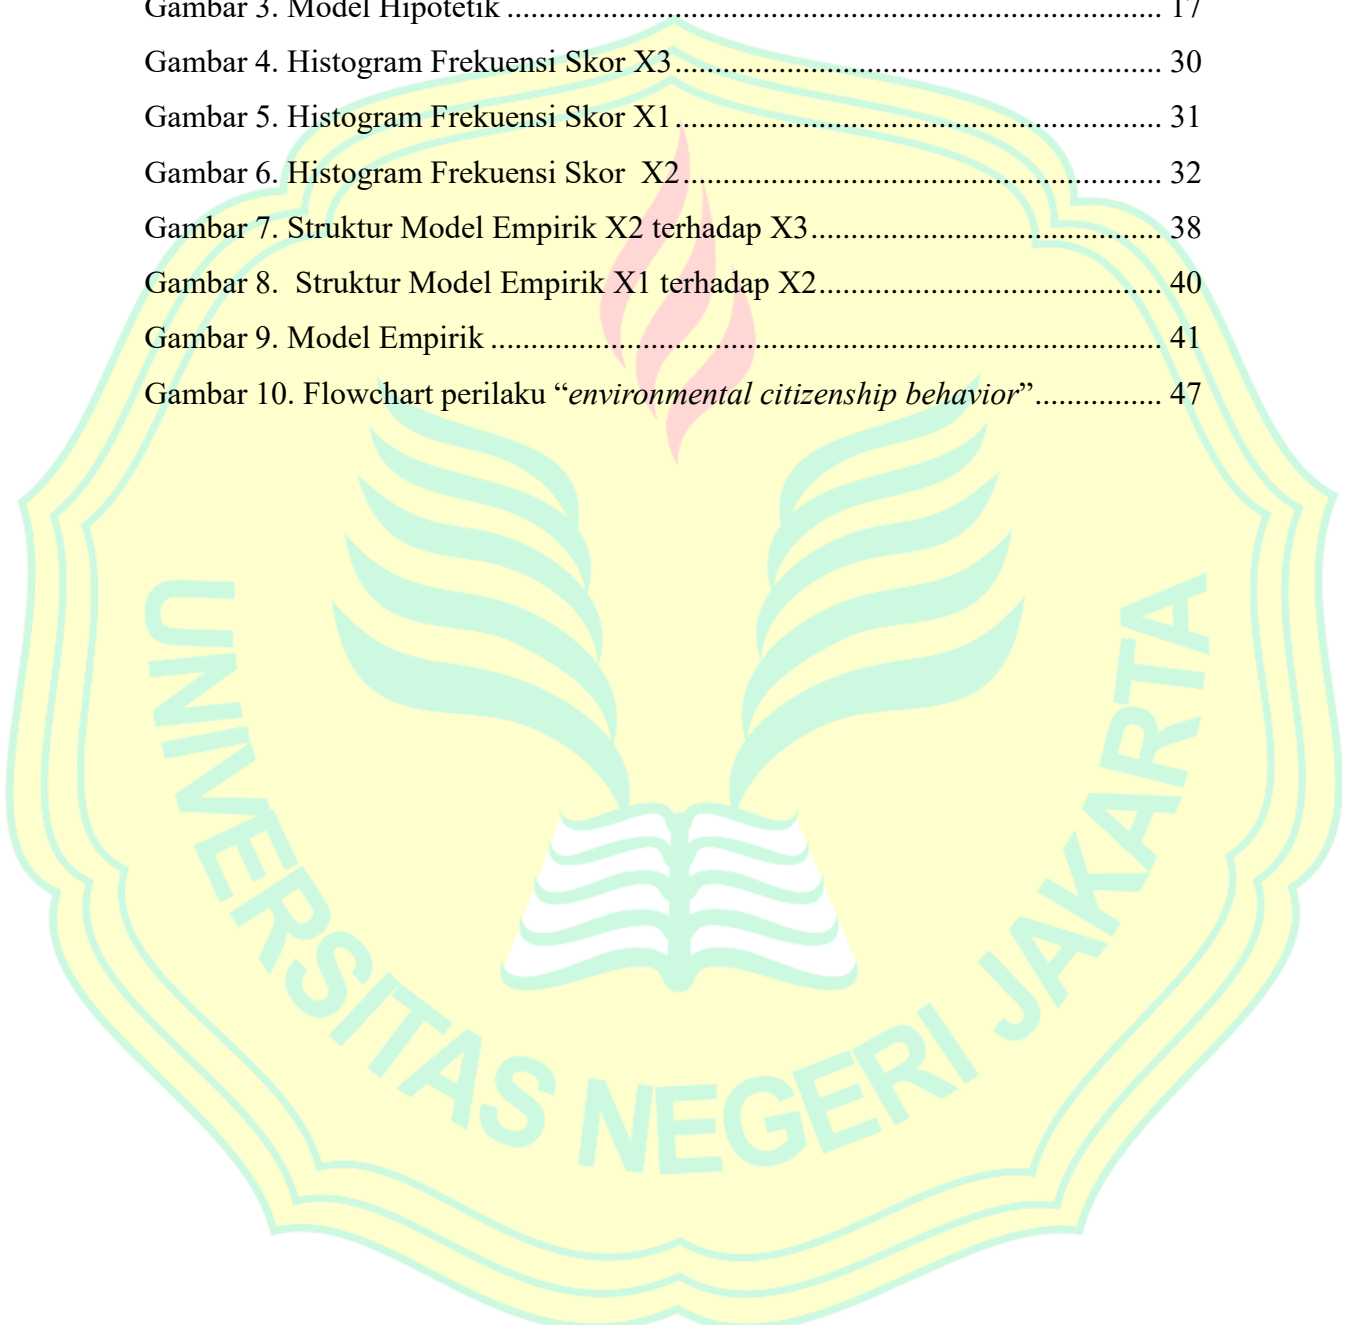 Gambar 3. Model Hipotetik ...................................................................... 17
Gambar 4. Histogram Frekuensi Skor X3.................................................... 30
Gambar 5. Histogram Frekuensi Skor X1.................................................... 31
Gambar 6. Histogram Frekuensi Skor  X2................................................... 32
Gambar 7. Struktur Model Empirik X2 terhadap X3..................................... 38
Gambar 8.  Struktur Model Empirik X1 terhadap X2.................................... 40
Gambar 9. Model Empirik ........................................................................ 41
Gambar 10. Flowchart perilaku “environmental citizenship behavior”............... 47
UNIVERSITAS NEGERI JAKARTA